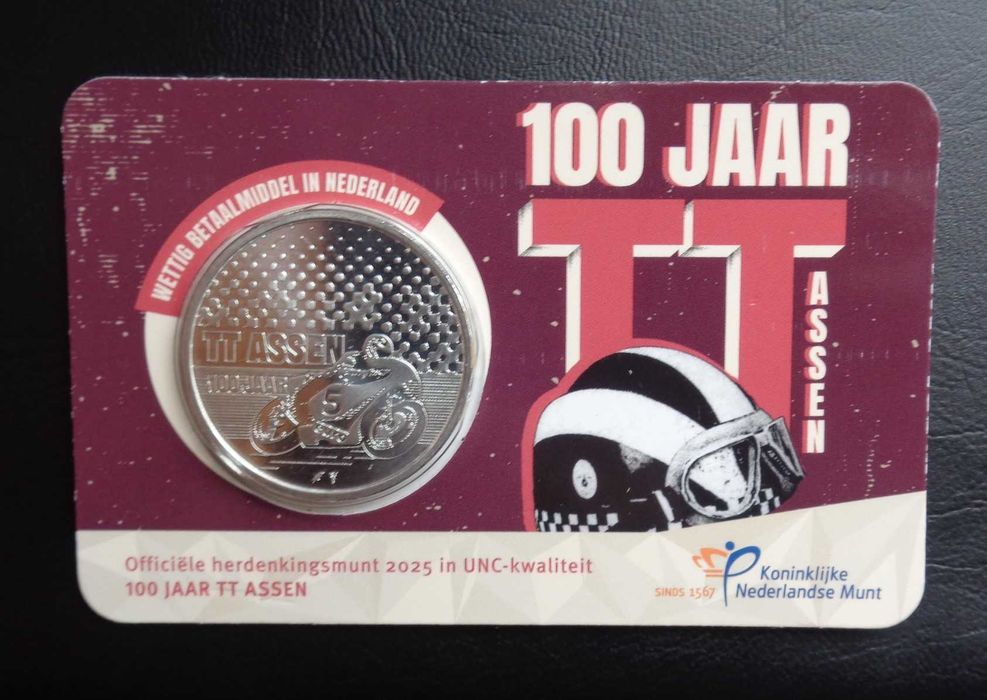 100 JAAR
TT
ASSEN
WETTIG BETAALMIDDEL IN NEDERLAND
TT ASSEN
100 JAAR
5
Officiële herdenkingsmunt 2025 in UNC-kwaliteit
100 JAAR TT ASSEN
SINDS 1567
Koninklijke
Nederlandse Munt